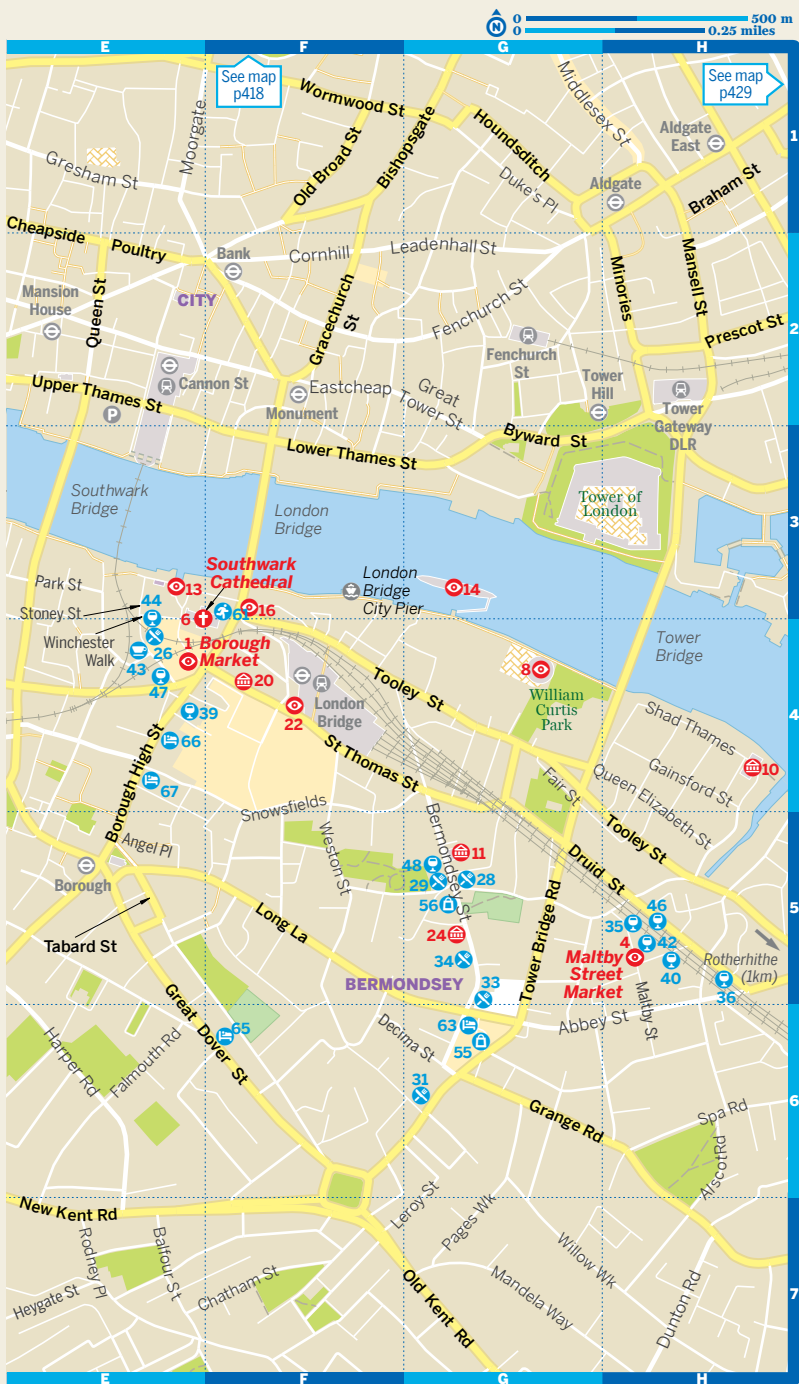 N
0
500 m
0
0.25 miles
E
F
G
H
See map
p418
See map
p429
1
Wormwood St
Middlesex St
Moorgate
Old Broad St
Bishopsgate
Houndsditch
Aldgate
East
Gresham St
Duke's Pl
Aldgate
Braham St
Cheapside
Poultry
Bank
Cornhill
Leadenhall St
Minories
Mansell St
2
Mansion
House
Queen St
CITY
Gracechurch
St
Fenchurch St
Fenchurch
St
Prescot St
Cannon St
Upper Thames St
P
Monument
Eastcheap
Great
Tower St
Tower
Hill
Tower
Gateway
DLR
Lower Thames St
Byward St
3
Southwark
Bridge
London
Bridge
Tower of
London
Southwark
Cathedral
London
Bridge
City Pier
Park St
13
14
44
Stoney St
6
61
16
Winchester
Walk
26
1 Borough
Market
43
47
20
8
Tower
Bridge
4
London
Bridge
22
Tooley St
William
Curtis
Park
39
66
67
Borough High St
St Thomas St
Shad Thames
10
Gainsford St
Queen Elizabeth St
Fair St
Snowsfields
Weston St
Bermondsey St
Angel Pl
Tooley St
Druid St
5
Borough
48
11
29
28
56
24
34
Tabard St
Long La
Tower Bridge Rd
35
46
4
42
Maltby
Street
Market
40
36
Rotherhithe
(1km)
BERMONDSEY
33
Maltby St
Great Dover St
65
63
55
Decima St
Abbey St
Harper Rd
Falmouth Rd
31
6
Grange Rd
Spa Rd
Alscot Rd
New Kent Rd
Leroy St
Pages Wk
Willow Wk
Rodney Pl
Balfour St
Chatham St
Heygate St
Old Kent Rd
Mandela Way
Dunton Rd
7
E
F
G
H